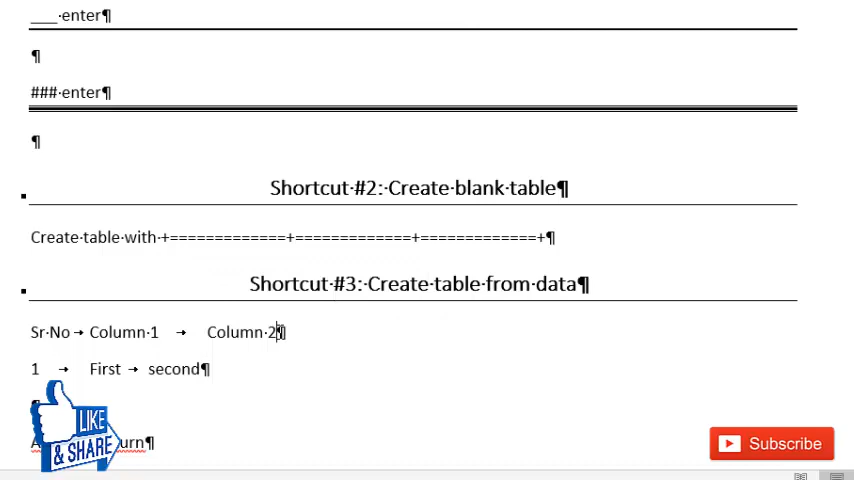 ___·enter¶
¶
###·enter¶
¶
Shortcut·#2:·Create·blank·table¶
Create·table·with·+=============+=============+=============+¶
Shortcut·#3:·Create·table·from·data¶
Sr·No→Column·1 → Column·2¶
1 → First → second¶
¶
LIKE
& SHARE
Subscribe